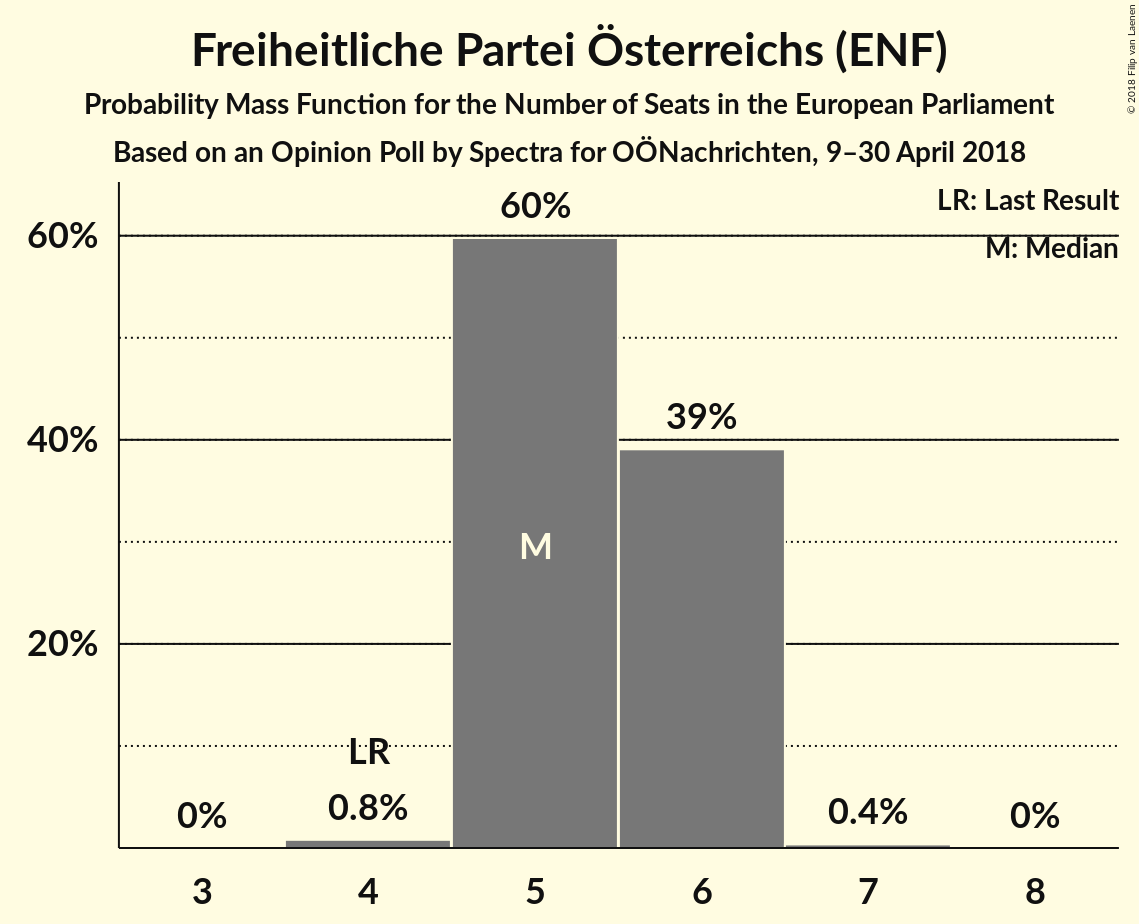 Freiheitliche Partei Österreichs (ENF)
Probability Mass Function for the Number of Seats in the European Parliament
Based on an Opinion Poll by Spectra for OÖNachrichten, 9–30 April 2018
© 2018 Filip van Laenen
LR: Last Result
M: Median
60%
40%
20%
0%
LR
0.8%
60%
M
39%
0.4%
0%
3 4 5 6 7 8